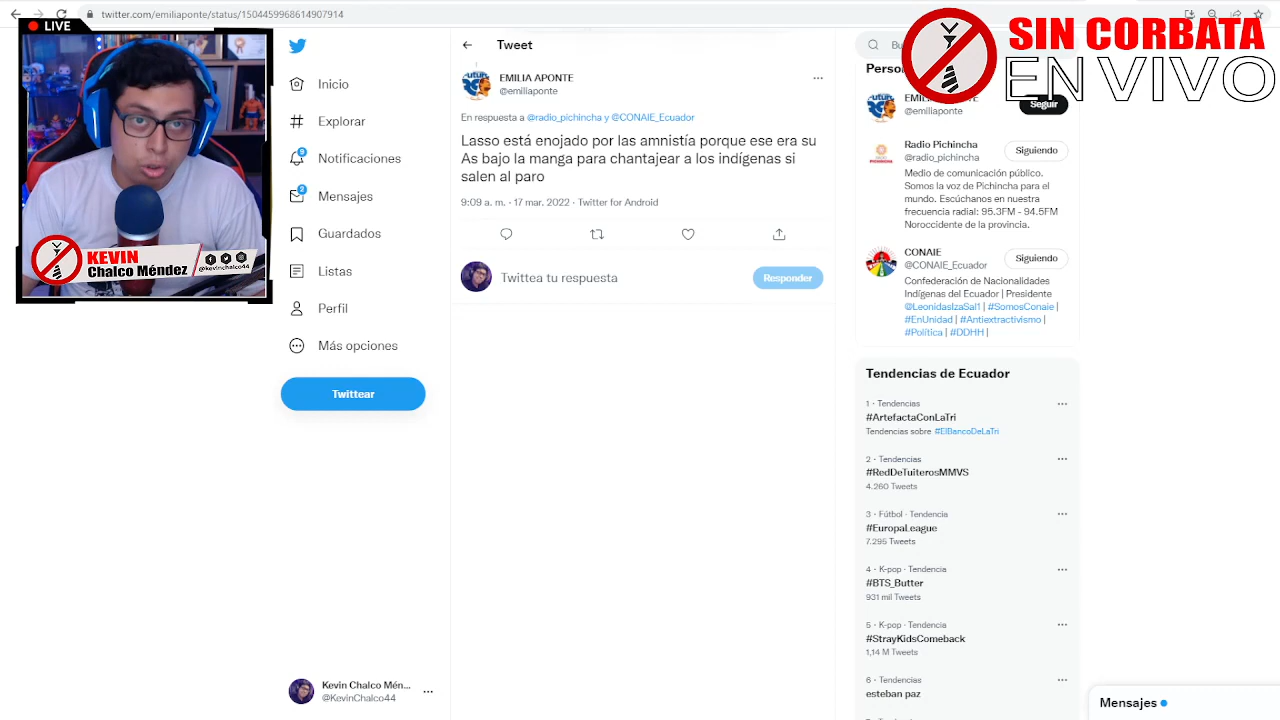 twitter.com/emiliaponte/status/1504459968614907914
LIVE
KEVIN
Chalco Méndez
@kevinchalco44
SIN CORBATA
EN VIVO
Inicio
Explorar
9
Notificaciones
2
Mensajes
Guardados
Listas
Perfil
Más opciones
Twittear
Kevin Chalco Mén...
@KevinChalco44
Tweet
EMILIA APONTE
@emiliaponte
En respuesta a @radio_pichincha y @CONAIE_Ecuador
Lasso está enojado por las amnistía porque ese era su
As bajo la manga para chantajear a los indígenas si
salen al paro
9:09 a. m. · 17 mar. 2022 · Twitter for Android
Twittea tu respuesta
Responder
@emiliaponte
Seguir
Radio Pichincha
@radio_pichincha
Siguiendo
Medio de comunicación público.
Somos la voz de Pichincha para el
mundo. Escúchanos en nuestra
frecuencia radial: 95.3FM - 94.5FM
Noroccidente de la provincia.
CONAIE
@CONAIE_Ecuador
Siguiendo
Confederación de Nacionalidades
Indígenas del Ecuador | Presidente
@LeonidasIzaSal1 | #SomosConaie |
#EnUnidad | #Antiextractivismo |
#Política | #DDHH |
Tendencias de Ecuador
1 · Tendencias
#ArtefactaConLaTri
Tendencias sobre #ElBancoDeLaTri
2 · Tendencias
#RedDeTuiterosMMVS
4.260 Tweets
3 · Fútbol · Tendencia
#EuropaLeague
7.295 Tweets
4 · K-pop · Tendencia
#BTS_Butter
931 mil Tweets
5 · K-pop · Tendencia
#StrayKidsComeback
1,14 M Tweets
6 · Tendencias
esteban paz
Mensajes